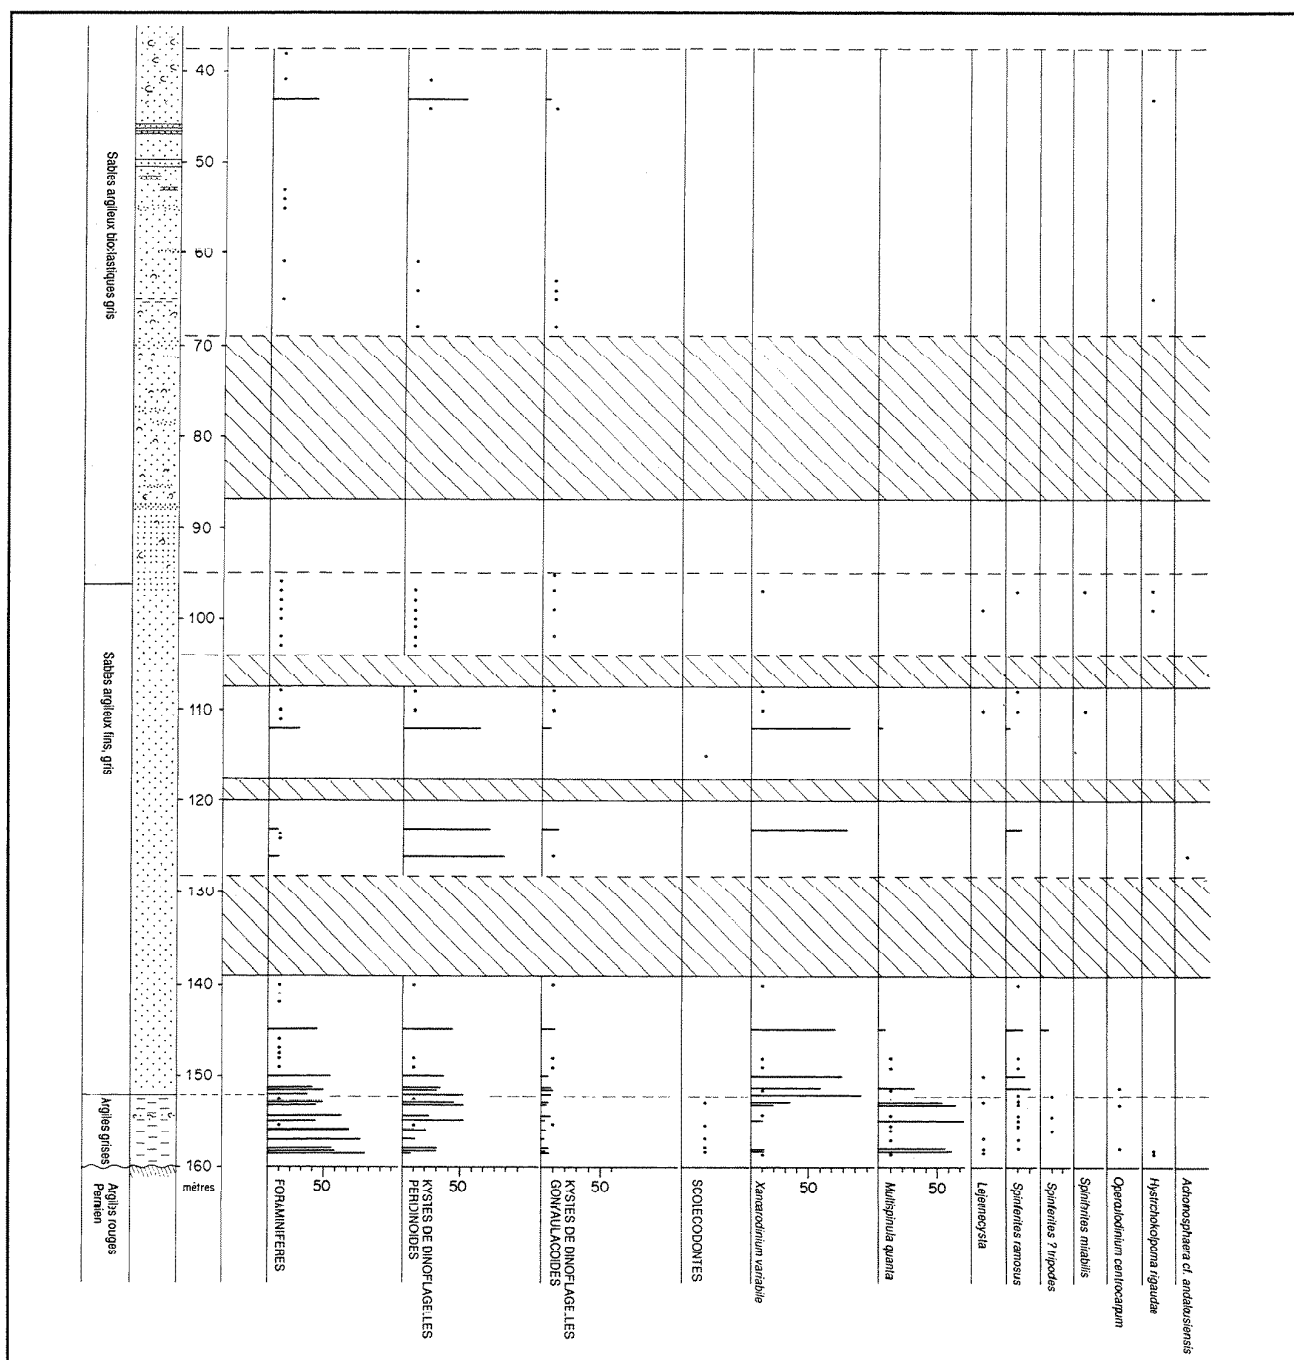 40
50
60
70
80
90
100
110
120
130
140
150
160
mètres
Sables argileux bioclastiques gris
Sables argileux fins, gris
Argiles grises
Argiles rouges
Permien
50
FORAMINIFERES
50
KYSTES DE DINOFLAGELLES
PERIDINOIDES
50
KYSTES DE DINOFLAGELLES
GONYAULACOIDES
SCOLECODONTES
50
Xandarodinium variabile
50
Multispinula quanta
Lejeunecysta
Spiniferites ramosus
Spiniferites ? tripodes
Spiniferites mirabilis
Operculodinium centrocarpum
Hystrichokolpoma rigaudae
Achomosphaera cf. andalousiensis